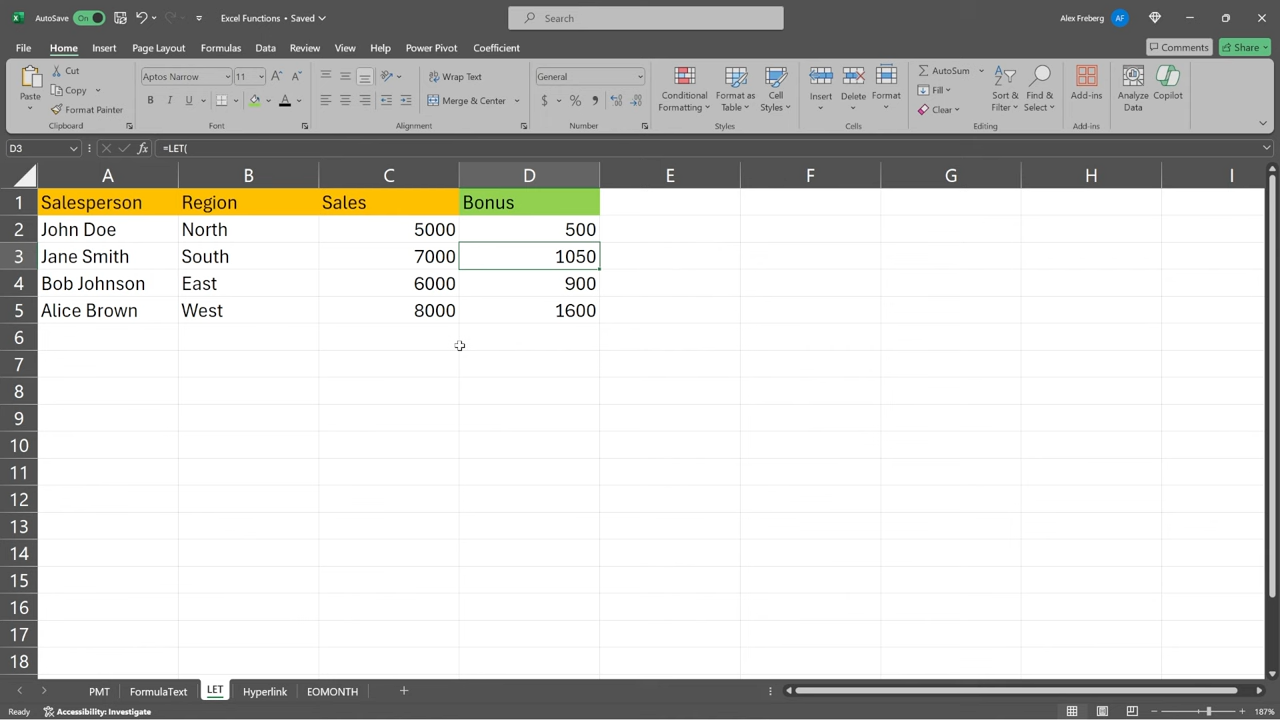 AutoSave On Excel Functions • Saved Search Alex Freberg AF
File Home Insert Page Layout Formulas Data Review View Help Power Pivot Coefficient Comments Share
Paste Cut Copy Format Painter
Clipboard
Aptos Narrow 11
B I U A
Font
Wrap Text
Merge & Center
Alignment
General
$ % ,
Number
Conditional Formatting Format as Table Cell Styles
Styles
Insert Delete Format
Cells
AutoSum Fill Clear Sort & Filter Find & Select
Editing
Add-ins
Add-ins
Analyze Data Copilot
D3 fx =LET(
A B C D E F G H I
1 Salesperson Region Sales Bonus
2 John Doe North 5000 500
3 Jane Smith South 7000 1050
4 Bob Johnson East 6000 900
5 Alice Brown West 8000 1600
6
7
8
9
10
11
12
13
14
15
16
17
18
PMT FormulaText LET Hyperlink EOMONTH
Ready Accessibility: Investigate 187%